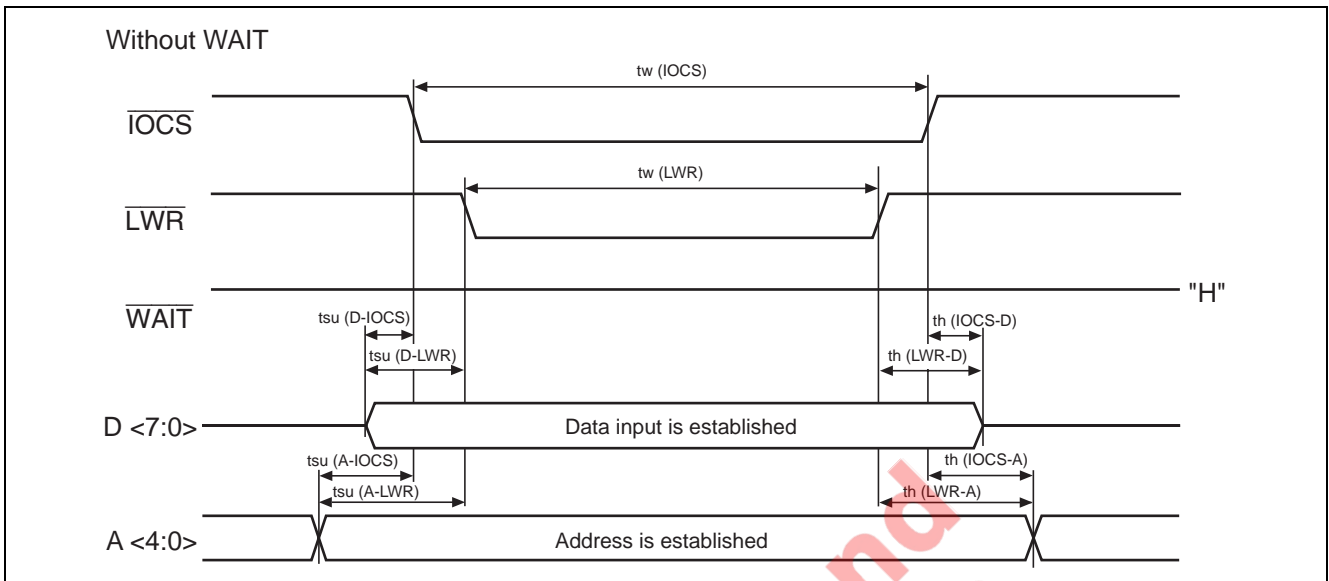 Without WAIT
tw (IOCS)
IOCS
tw (LWR)
LWR
"H"
WAIT
tsu (D-IOCS)
th (IOCS-D)
tsu (D-LWR)
th (LWR-D)
D <7:0>
Data input is established
tsu (A-IOCS)
th (IOCS-A)
tsu (A-LWR)
th (LWR-A)
A <4:0>
Address is established
nd